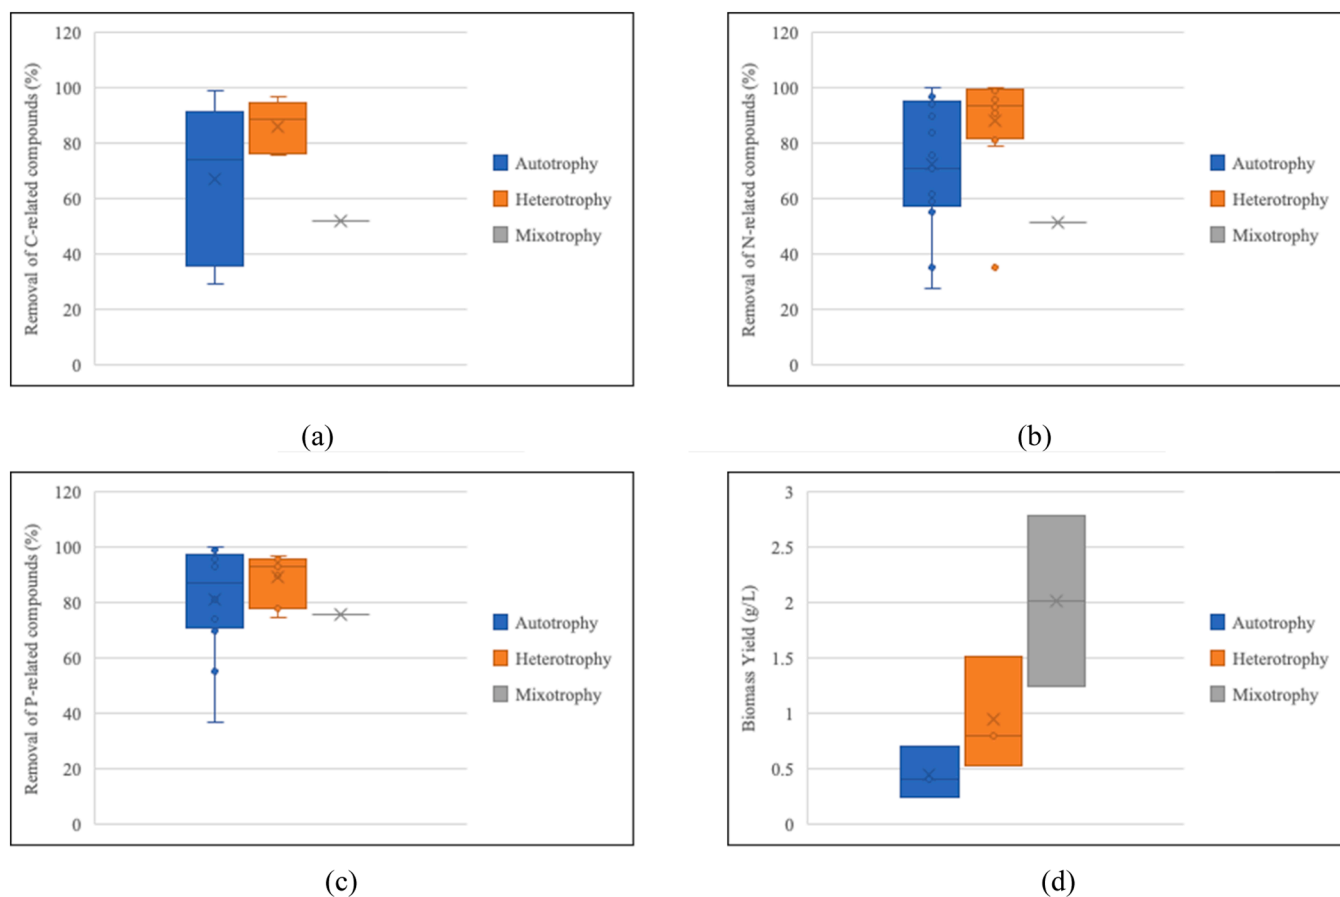 120
100
80
60
40
20
0
Removal of C-related compounds (%)
Autotrophy
Heterotrophy
Mixotrophy
(a)
120
100
80
60
40
20
0
Removal of N-related compounds (%)
Autotrophy
Heterotrophy
Mixotrophy
(b)
120
100
80
60
40
20
0
Removal of P-related compounds (%)
Autotrophy
Heterotrophy
Mixotrophy
(c)
3
2.5
2
1.5
1
0.5
0
Biomass Yield (g/L)
Autotrophy
Heterotrophy
Mixotrophy
(d)